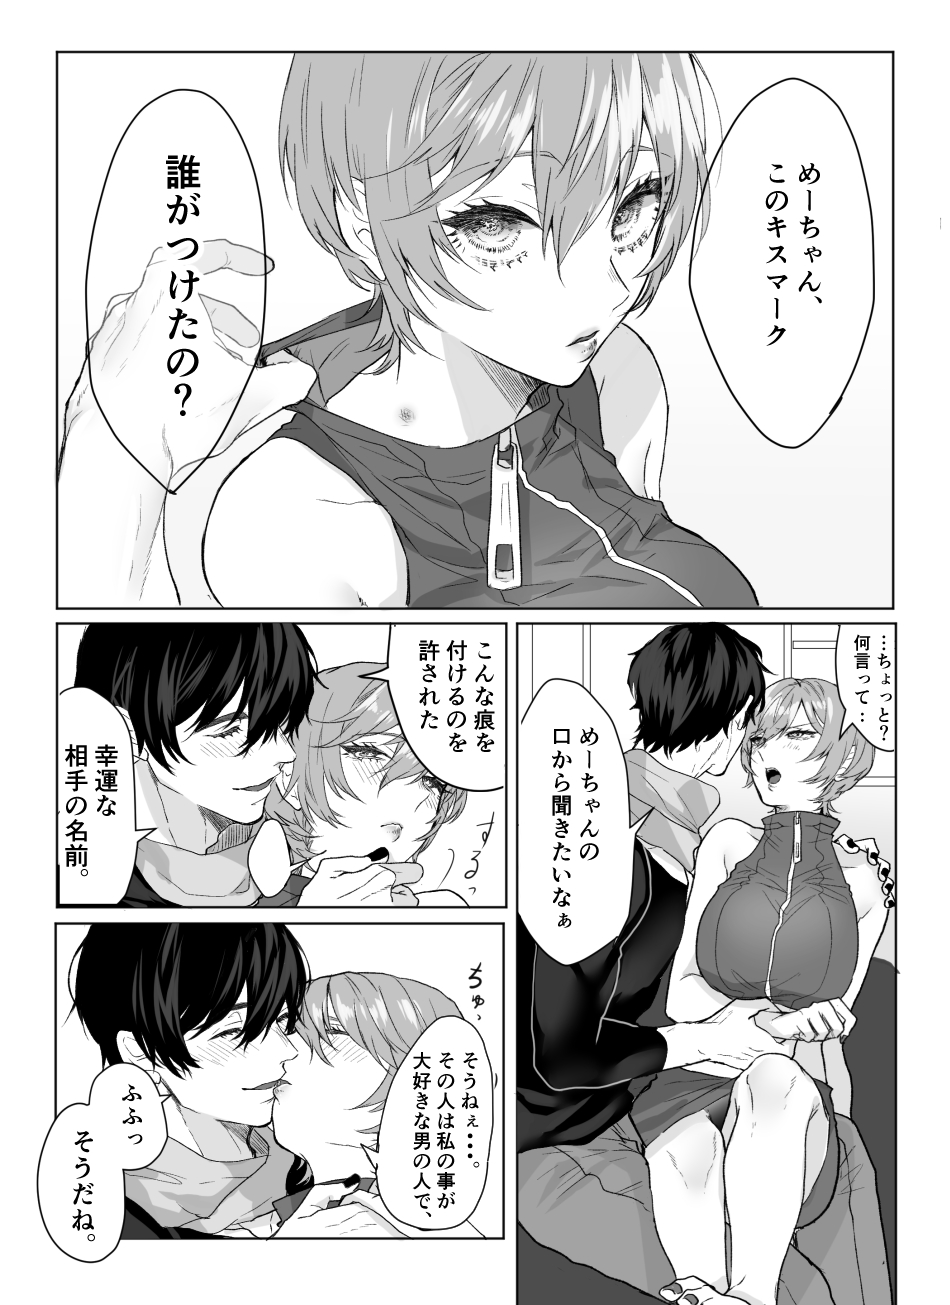 めーちゃん、
このキスマーク
誰がつけたの？
…ちょっと？
何言って…
めーちゃんの
口から聞きたいなぁ
こんな痕を
付けるのを
許された
幸運な
相手の名前。
するっ
ちゅ、
そうねぇ…。
その人は私の事が
大好きな男の人で、
ふふっ
そうだね。